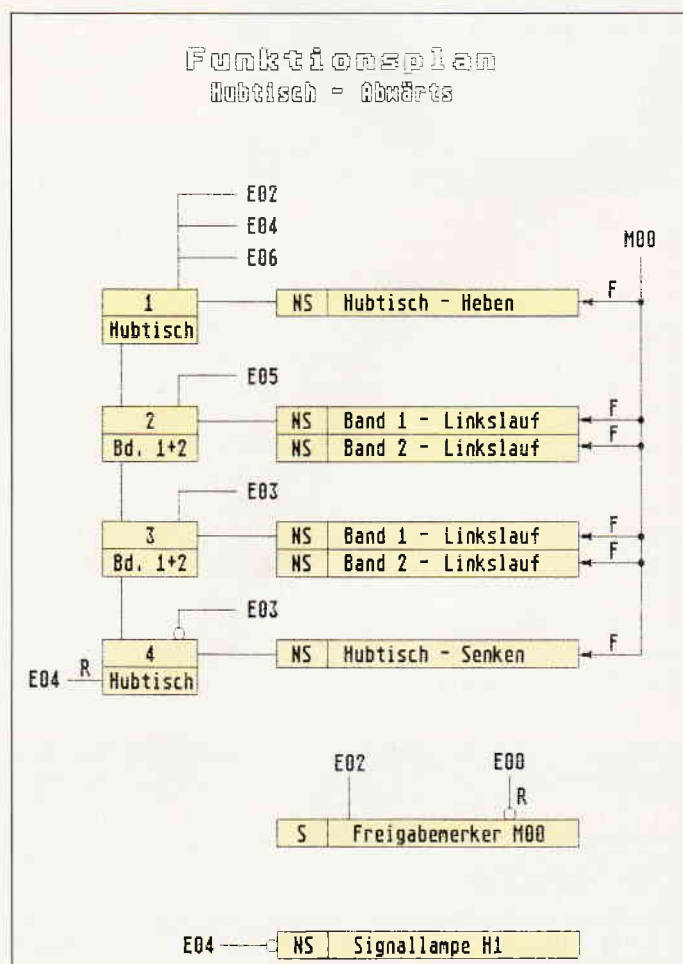 Funktionsplan
Hubtisch - Abwärts
E02
E04
E06
M00
1
Hubtisch
NS Hubtisch - Heben
F
E05
2
Bd. 1+2
NS Band 1 - Linkslauf
F
NS Band 2 - Linkslauf
F
E03
3
Bd. 1+2
NS Band 1 - Linkslauf
F
NS Band 2 - Linkslauf
F
E03
4
Hubtisch
E04 R
NS Hubtisch - Senken
F
E02
E00
R
S Freigabemerker M00
E04
NS Signallampe H1